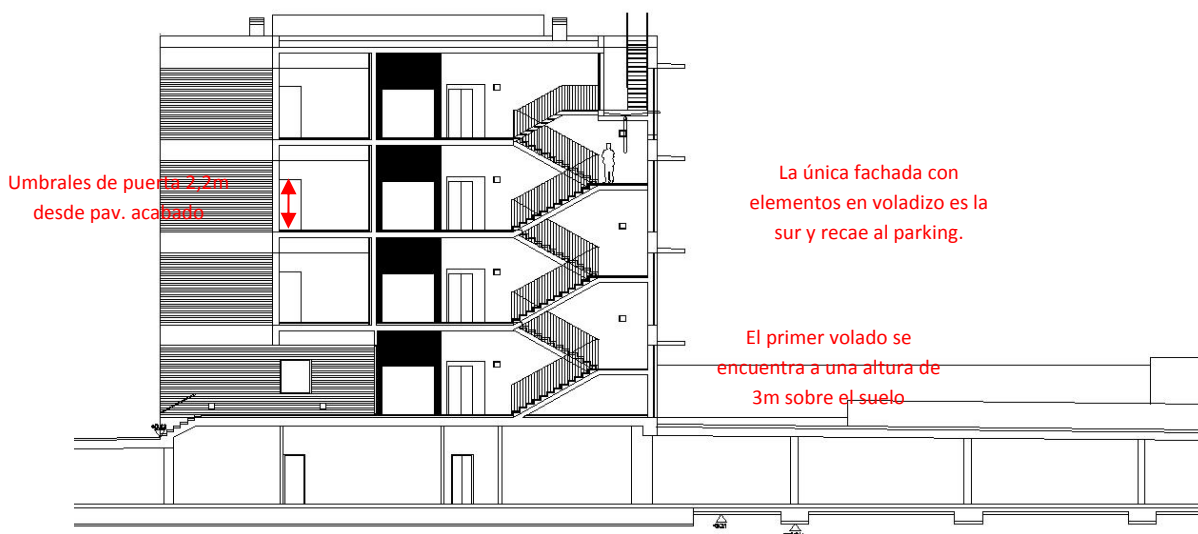 Umbrales de puerta 2,2m
desde pav. acabado
La única fachada con
elementos en voladizo es la
sur y recae al parking.
El primer volado se
encuentra a una altura de
3m sobre el suelo